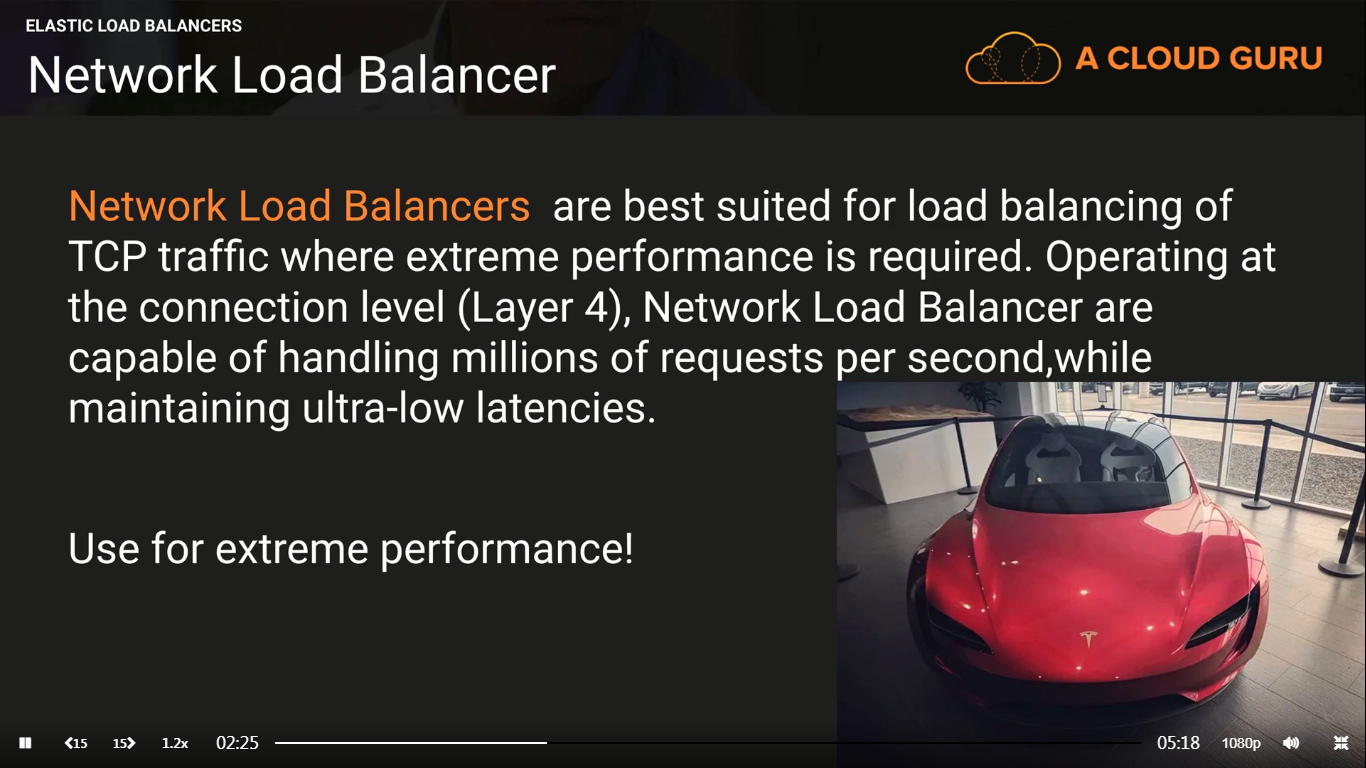 ELASTIC LOAD BALANCERS
Network Load Balancer
A CLOUD GURU
Network Load Balancers are best suited for load balancing of
TCP traffic where extreme performance is required. Operating at
the connection level (Layer 4), Network Load Balancer are
capable of handling millions of requests per second,while
maintaining ultra-low latencies.
Use for extreme performance!
15 15 1.2x 02:25 05:18 1080p